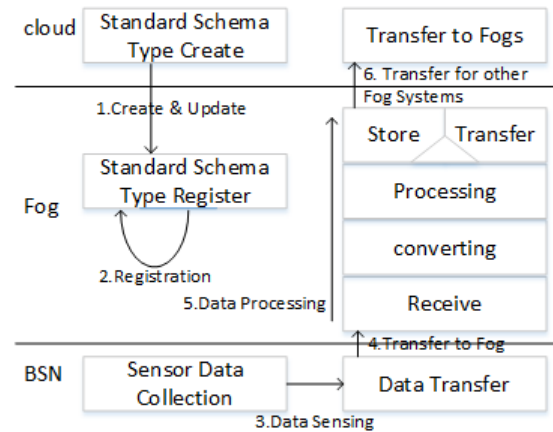 cloud
Standard Schema
Type Create
Transfer to Fogs
1.Create & Update
6. Transfer for other
Fog Systems
Fog
Standard Schema
Type Register
2.Registration
Store
Transfer
Processing
converting
5.Data Processing
Receive
4.Transfer to Fog
BSN
Sensor Data
Collection
3.Data Sensing
Data Transfer